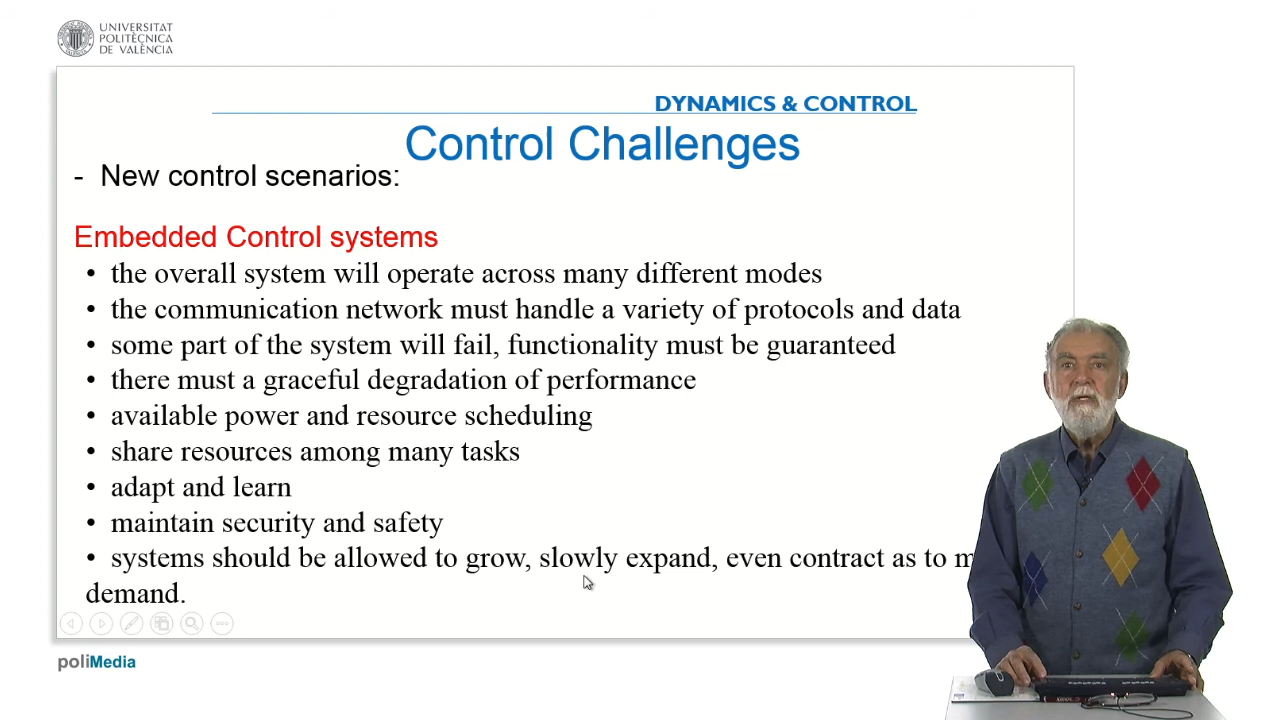 UNIVERSITAT
POLITÈCNICA
DE VALÈNCIA
DYNAMICS & CONTROL
Control Challenges
- New control scenarios:
Embedded Control systems
• the overall system will operate across many different modes
• the communication network must handle a variety of protocols and data
• some part of the system will fail, functionality must be guaranteed
• there must a graceful degradation of performance
• available power and resource scheduling
• share resources among many tasks
• adapt and learn
• maintain security and safety
• systems should be allowed to grow, slowly expand, even contract as to
demand.
poliMedia